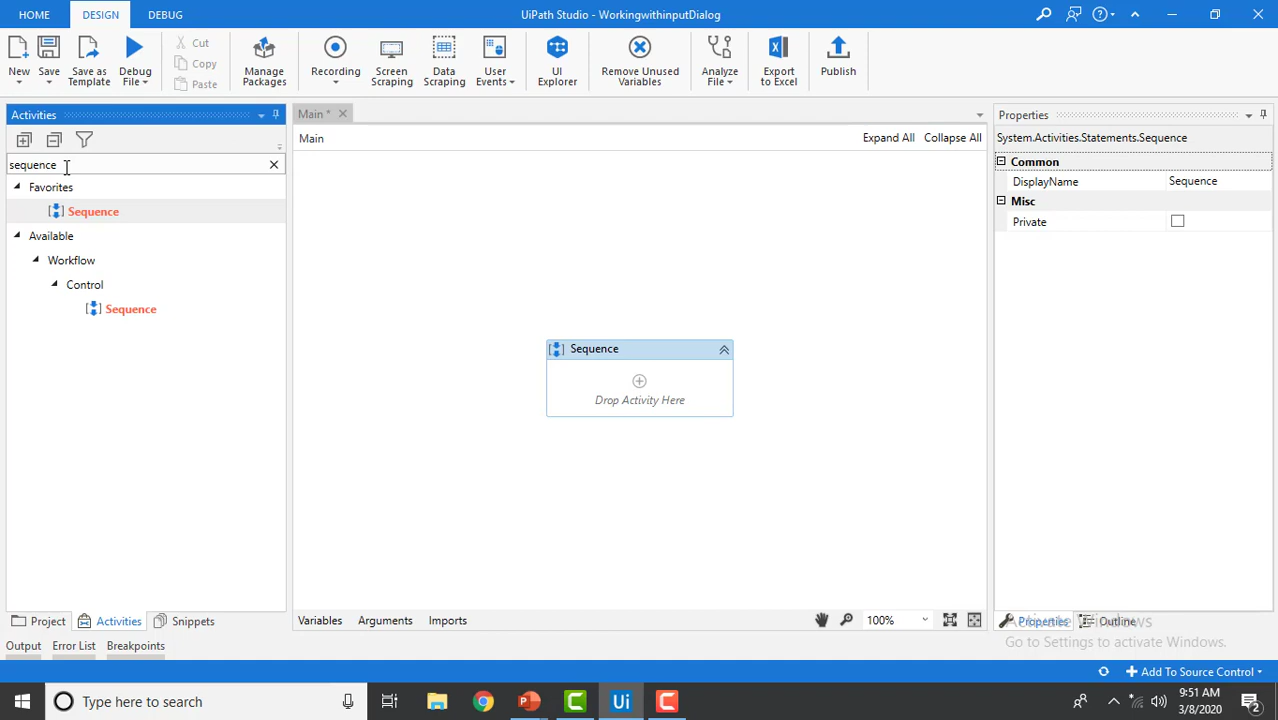 HOME DESIGN DEBUG UiPath Studio - WorkingwithinputDialog
New Save Save as Template Debug File Cut Copy Paste Manage Packages Recording Screen Scraping Data Scraping User Events UI Explorer Remove Unused Variables Analyze File Export to Excel Publish
Activities Main * Properties
Main Expand All Collapse All System.Activities.Statements.Sequence
sequence Common
DisplayName Sequence
Favorites Misc
Sequence Private
Available
Workflow
Control
Sequence
Sequence
Drop Activity Here
Project Activities Snippets Variables Arguments Imports 100% Properties Outline
Activate Windows
Go to Settings to activate Windows.
Output Error List Breakpoints
Add To Source Control
Type here to search Ui 9:51 AM
3/8/2020 2